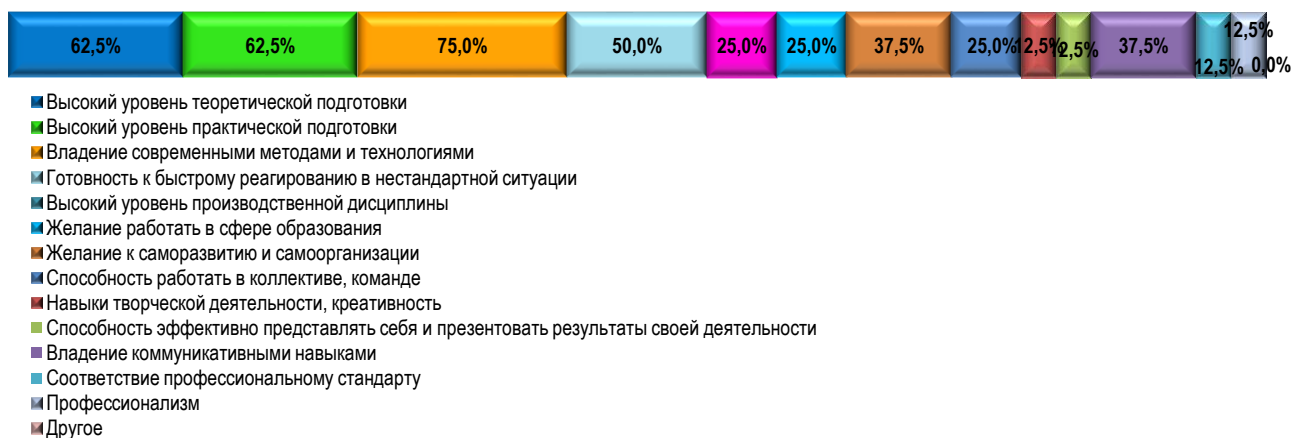 62,5% 62,5% 75,0% 50,0% 25,0% 25,0% 37,5% 25,0% 12,5% 12,5% 37,5% 12,5% 12,5% 0,0%
Высокий уровень теоретической подготовки
Высокий уровень практической подготовки
Владение современными методами и технологиями
Готовность к быстрому реагированию в нестандартной ситуации
Высокий уровень производственной дисциплины
Желание работать в сфере образования
Желание к саморазвитию и самоорганизации
Способность работать в коллективе, команде
Навыки творческой деятельности, креативность
Способность эффективно представлять себя и презентовать результаты своей деятельности
Владение коммуникативными навыками
Соответствие профессиональному стандарту
Профессионализм
Другое